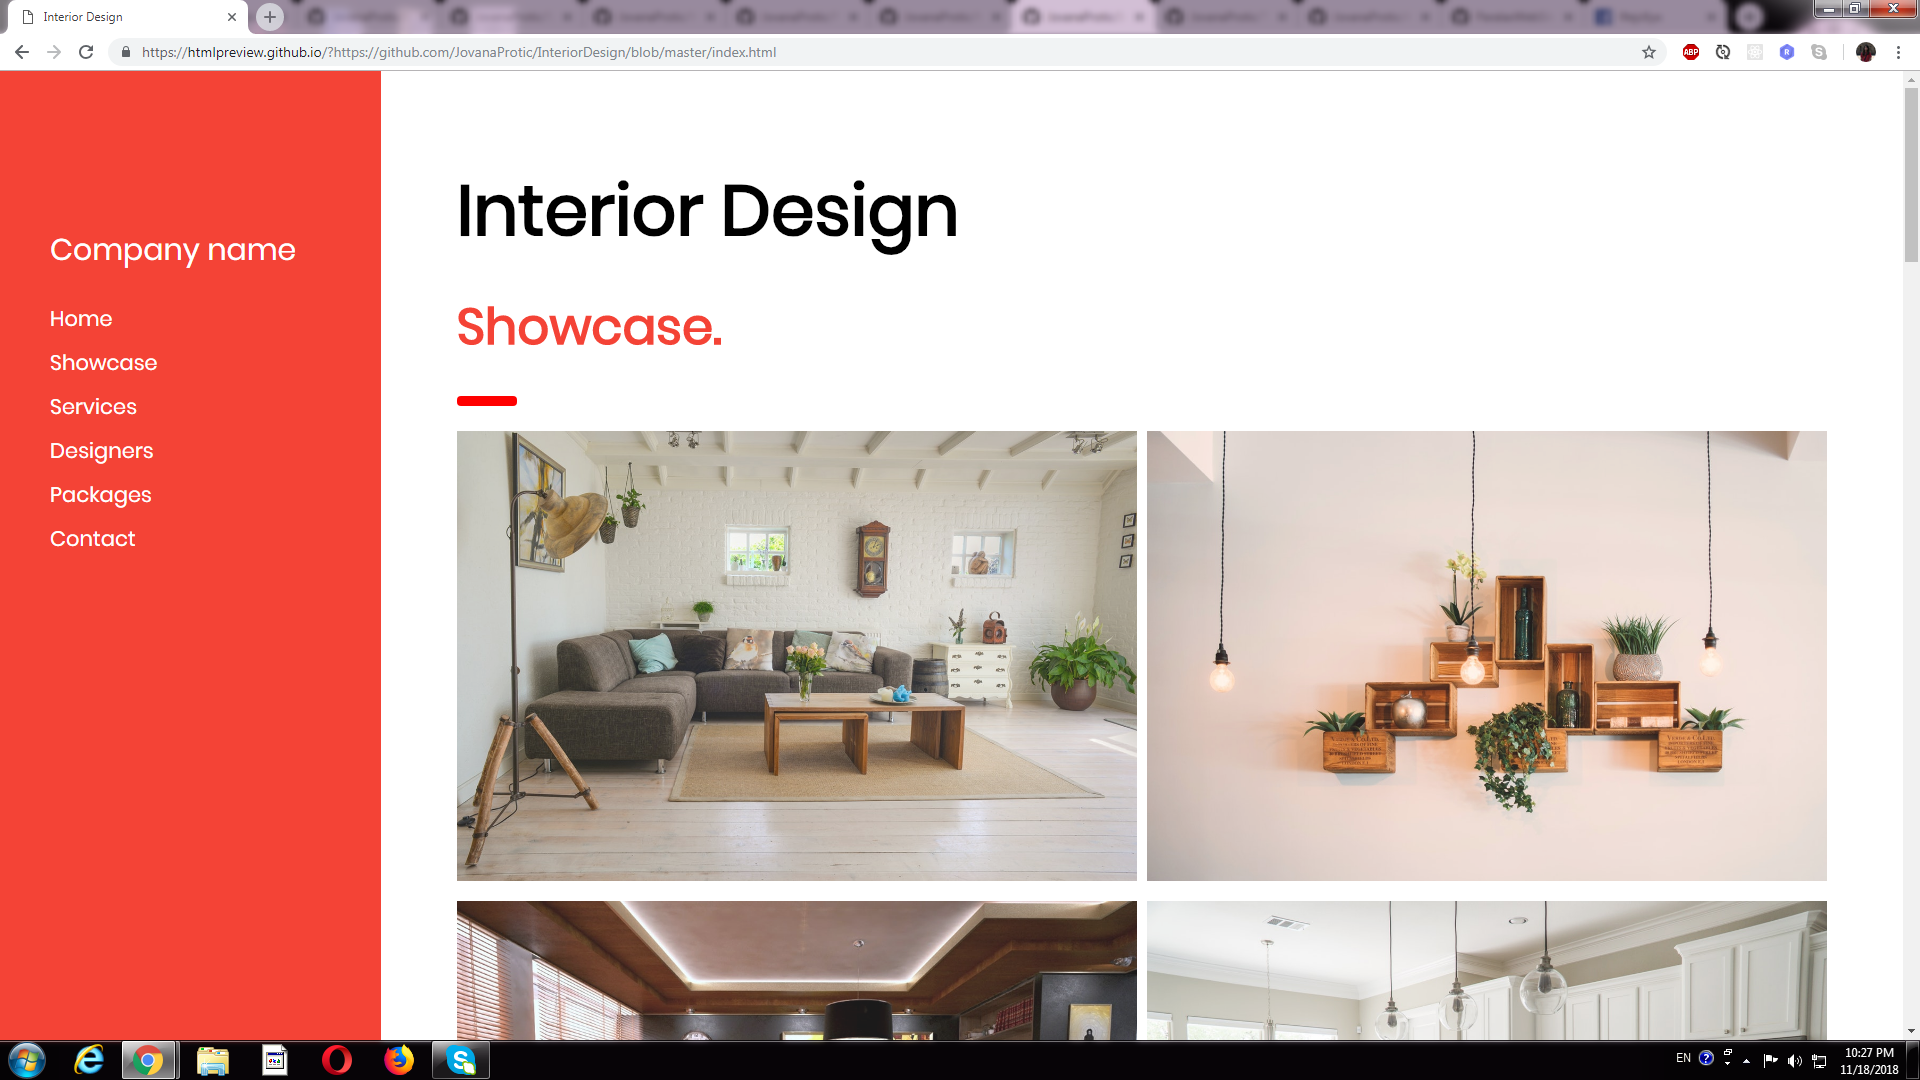 Interior Design
https://htmlpreview.github.io/?https://github.com/JovanaProtic/InteriorDesign/blob/master/index.html
ABP
R
Company name
Home
Showcase
Services
Designers
Packages
Contact
Interior Design
Showcase.
EN
10:27 PM
11/18/2018